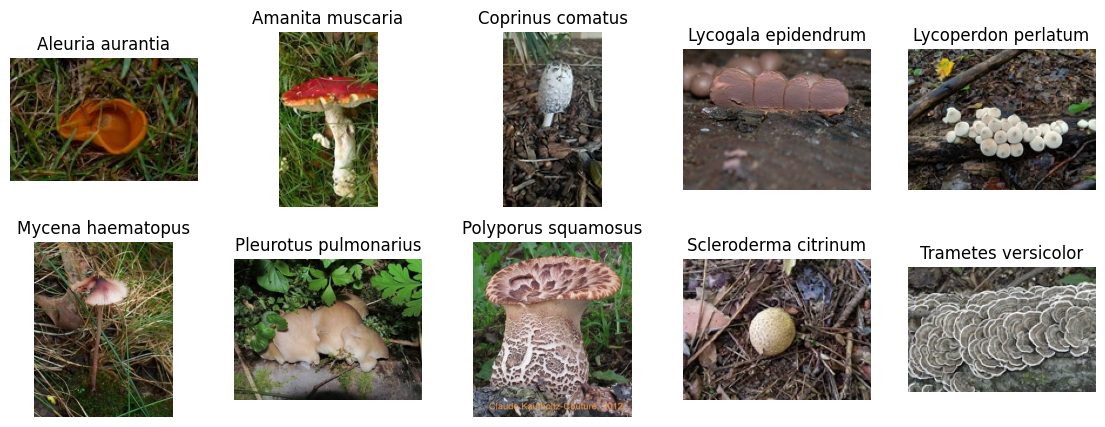 Aleuria aurantia
Amanita muscaria
Coprinus comatus
Lycogala epidendrum
Lycoperdon perlatum
Mycena haematopus
Pleurotus pulmonarius
Polyporus squamosus
Scleroderma citrinum
Trametes versicolor